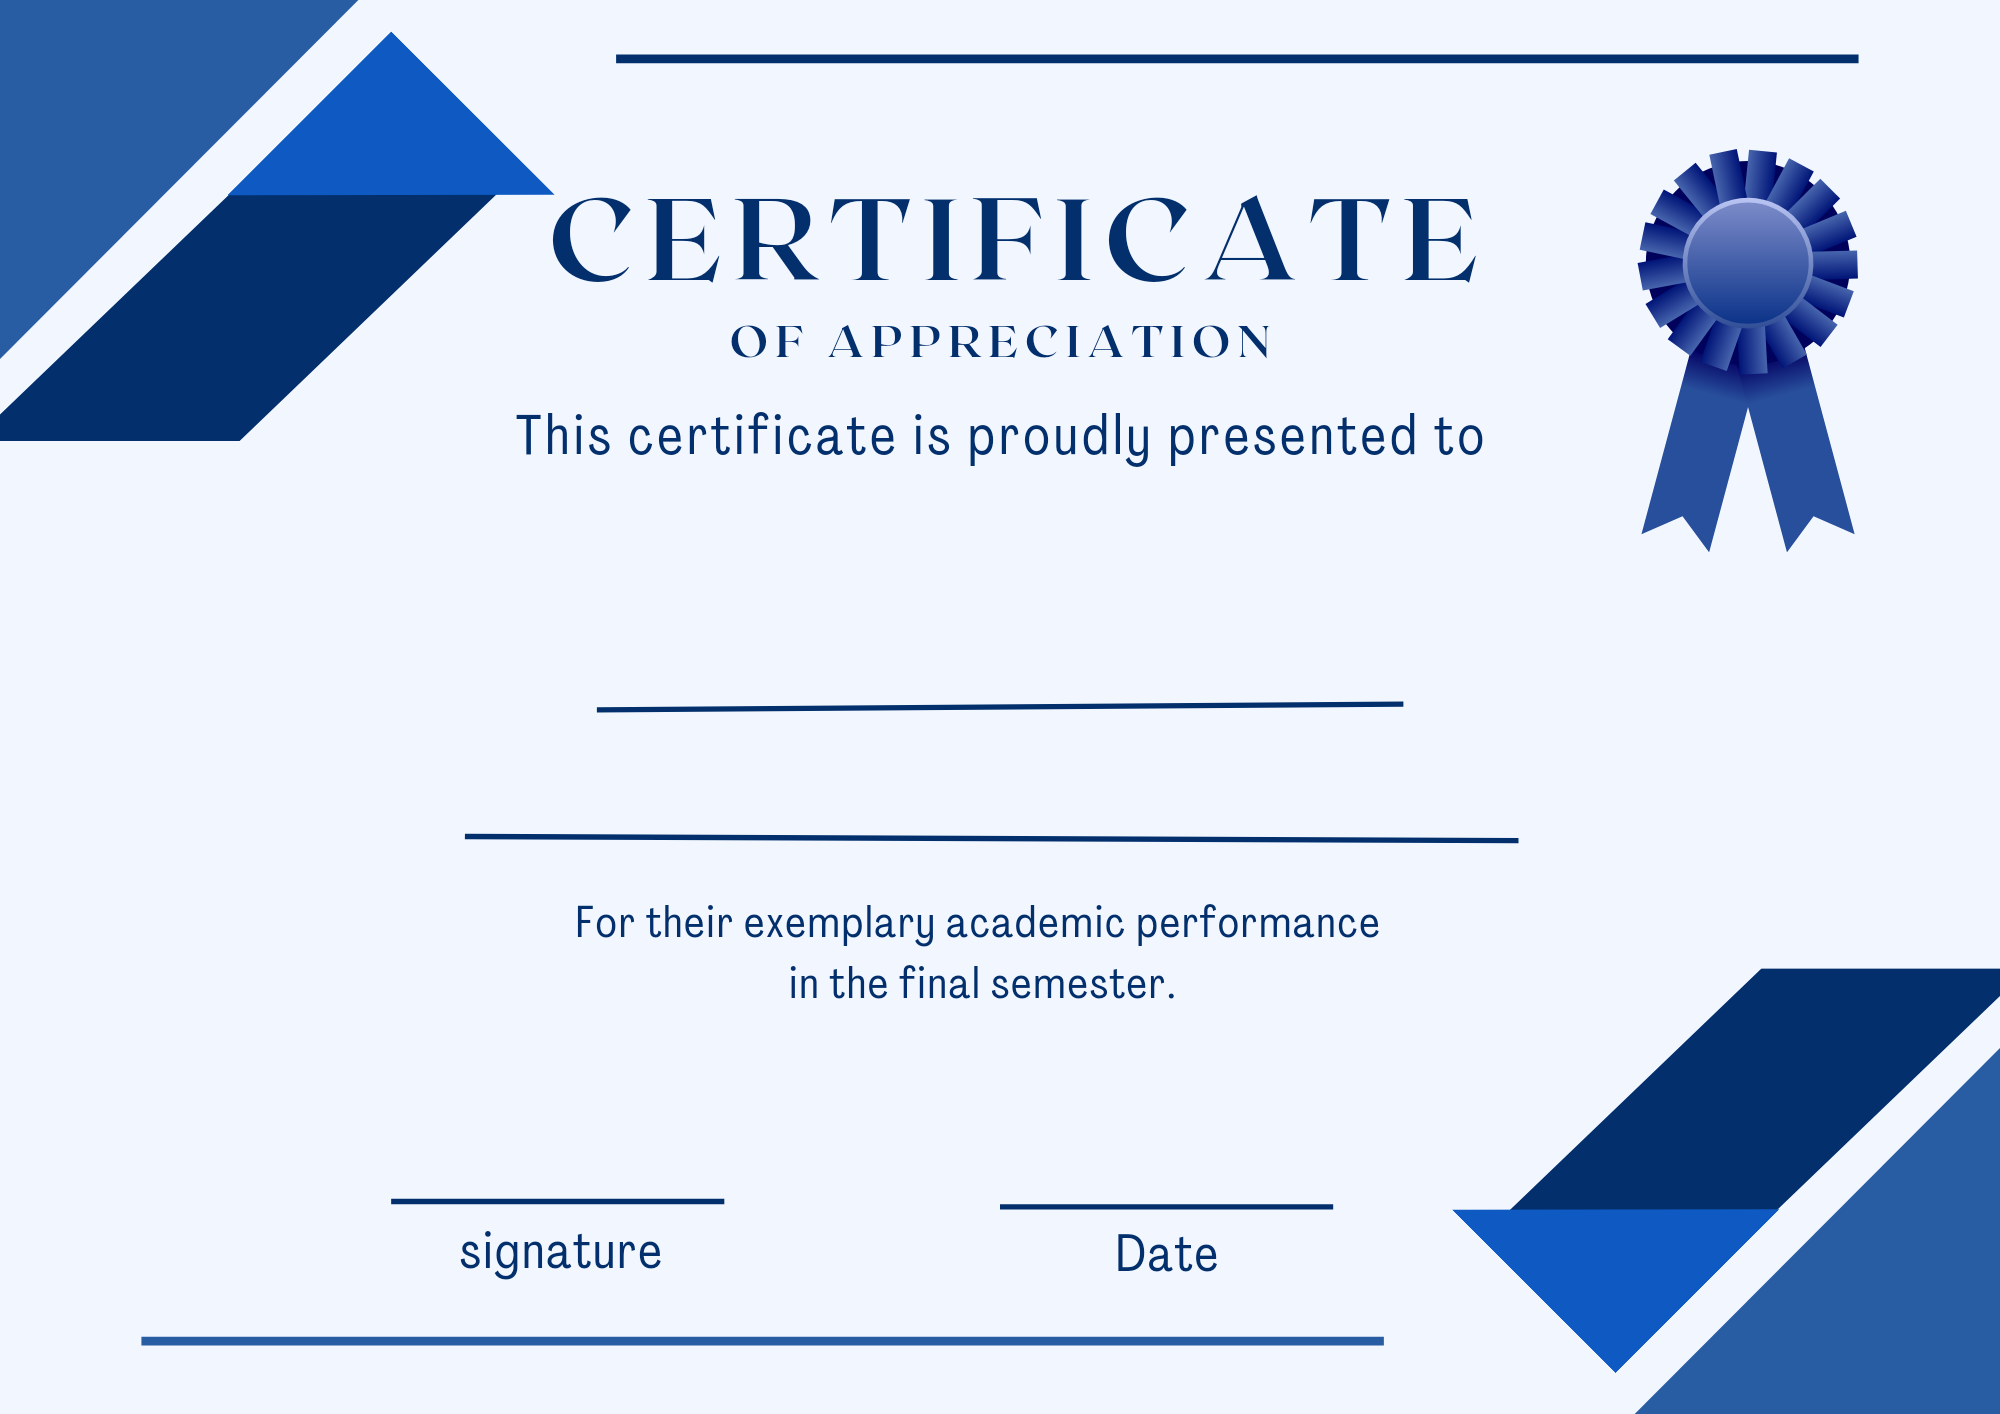 CERTIFICATE
OF APPRECIATION
This certificate is proudly presented to
For their exemplary academic performance
in the final semester.
signature
Date